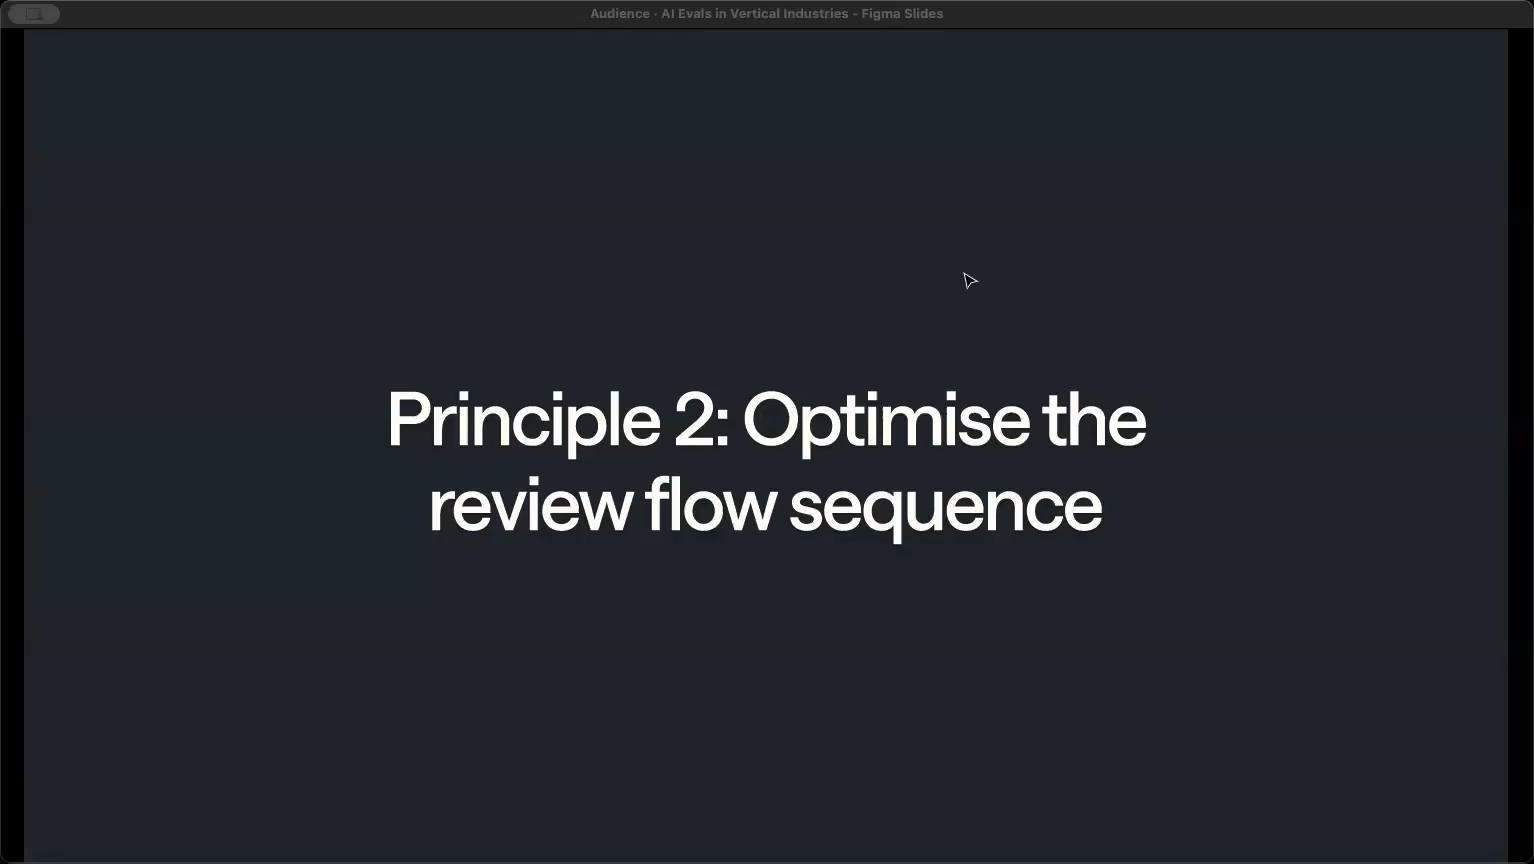 Audience · AI Evals in Vertical Industries - Figma Slides
Principle 2: Optimise the
review flow sequence